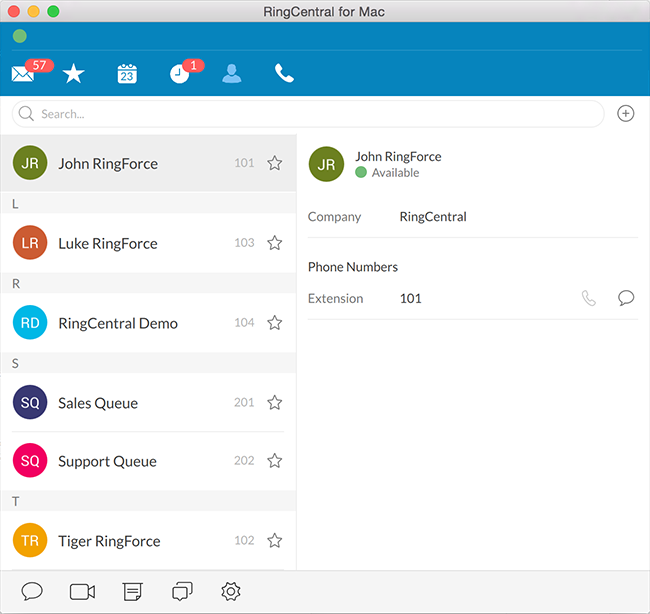 RingCentral for Mac
57
23
1
Search...
JR
John RingForce
101
L
LR
Luke RingForce
103
R
RD
RingCentral Demo
104
S
SQ
Sales Queue
201
SQ
Support Queue
202
T
TR
Tiger RingForce
102
JR
John RingForce
Available
Company RingCentral
Phone Numbers
Extension 101